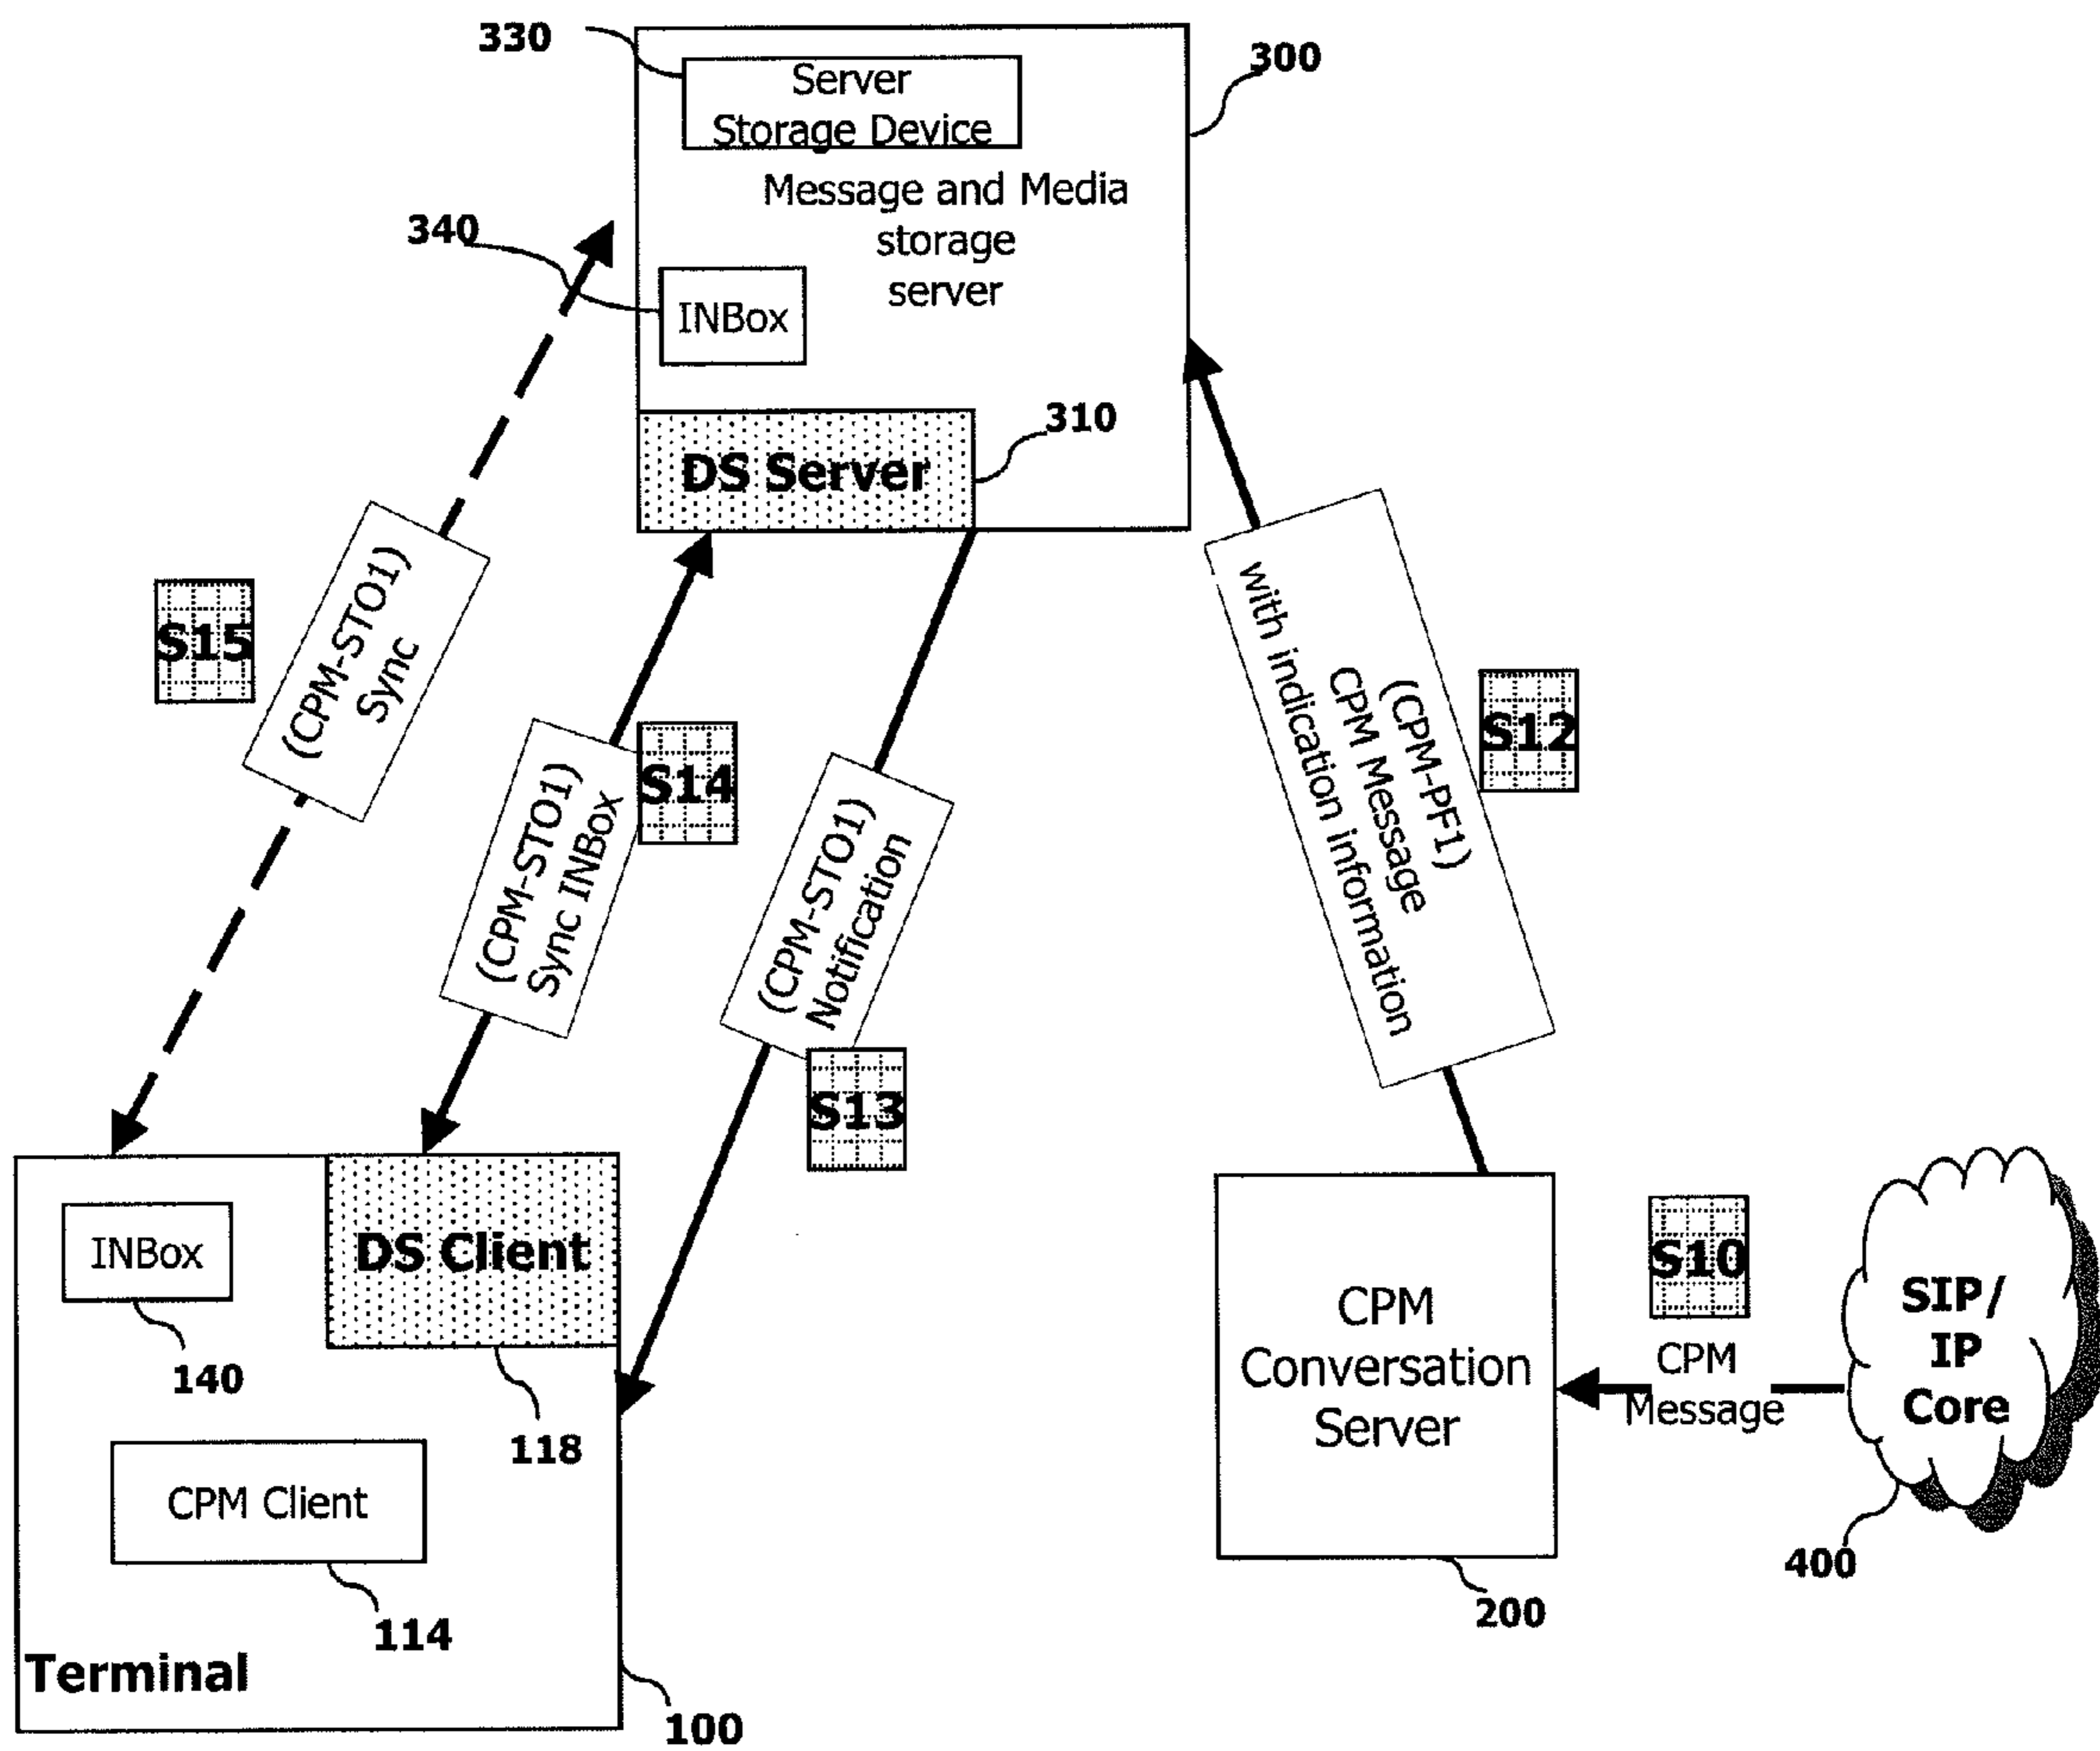 330
Server
Storage Device
300
Message and Media
storage
server
340
INBox
310
DS Server
S15
(CPM-STO1)
Sync
S14
(CPM-STO1)
Sync INBox
(CPM-STO1)
Notification
S13
S12
(CPM-PF1)
CPM Message
with indication information
INBox
140
DS Client
118
CPM Client
114
Terminal
100
CPM
Conversation
Server
200
S10
CPM
Message
SIP/
IP
Core
400